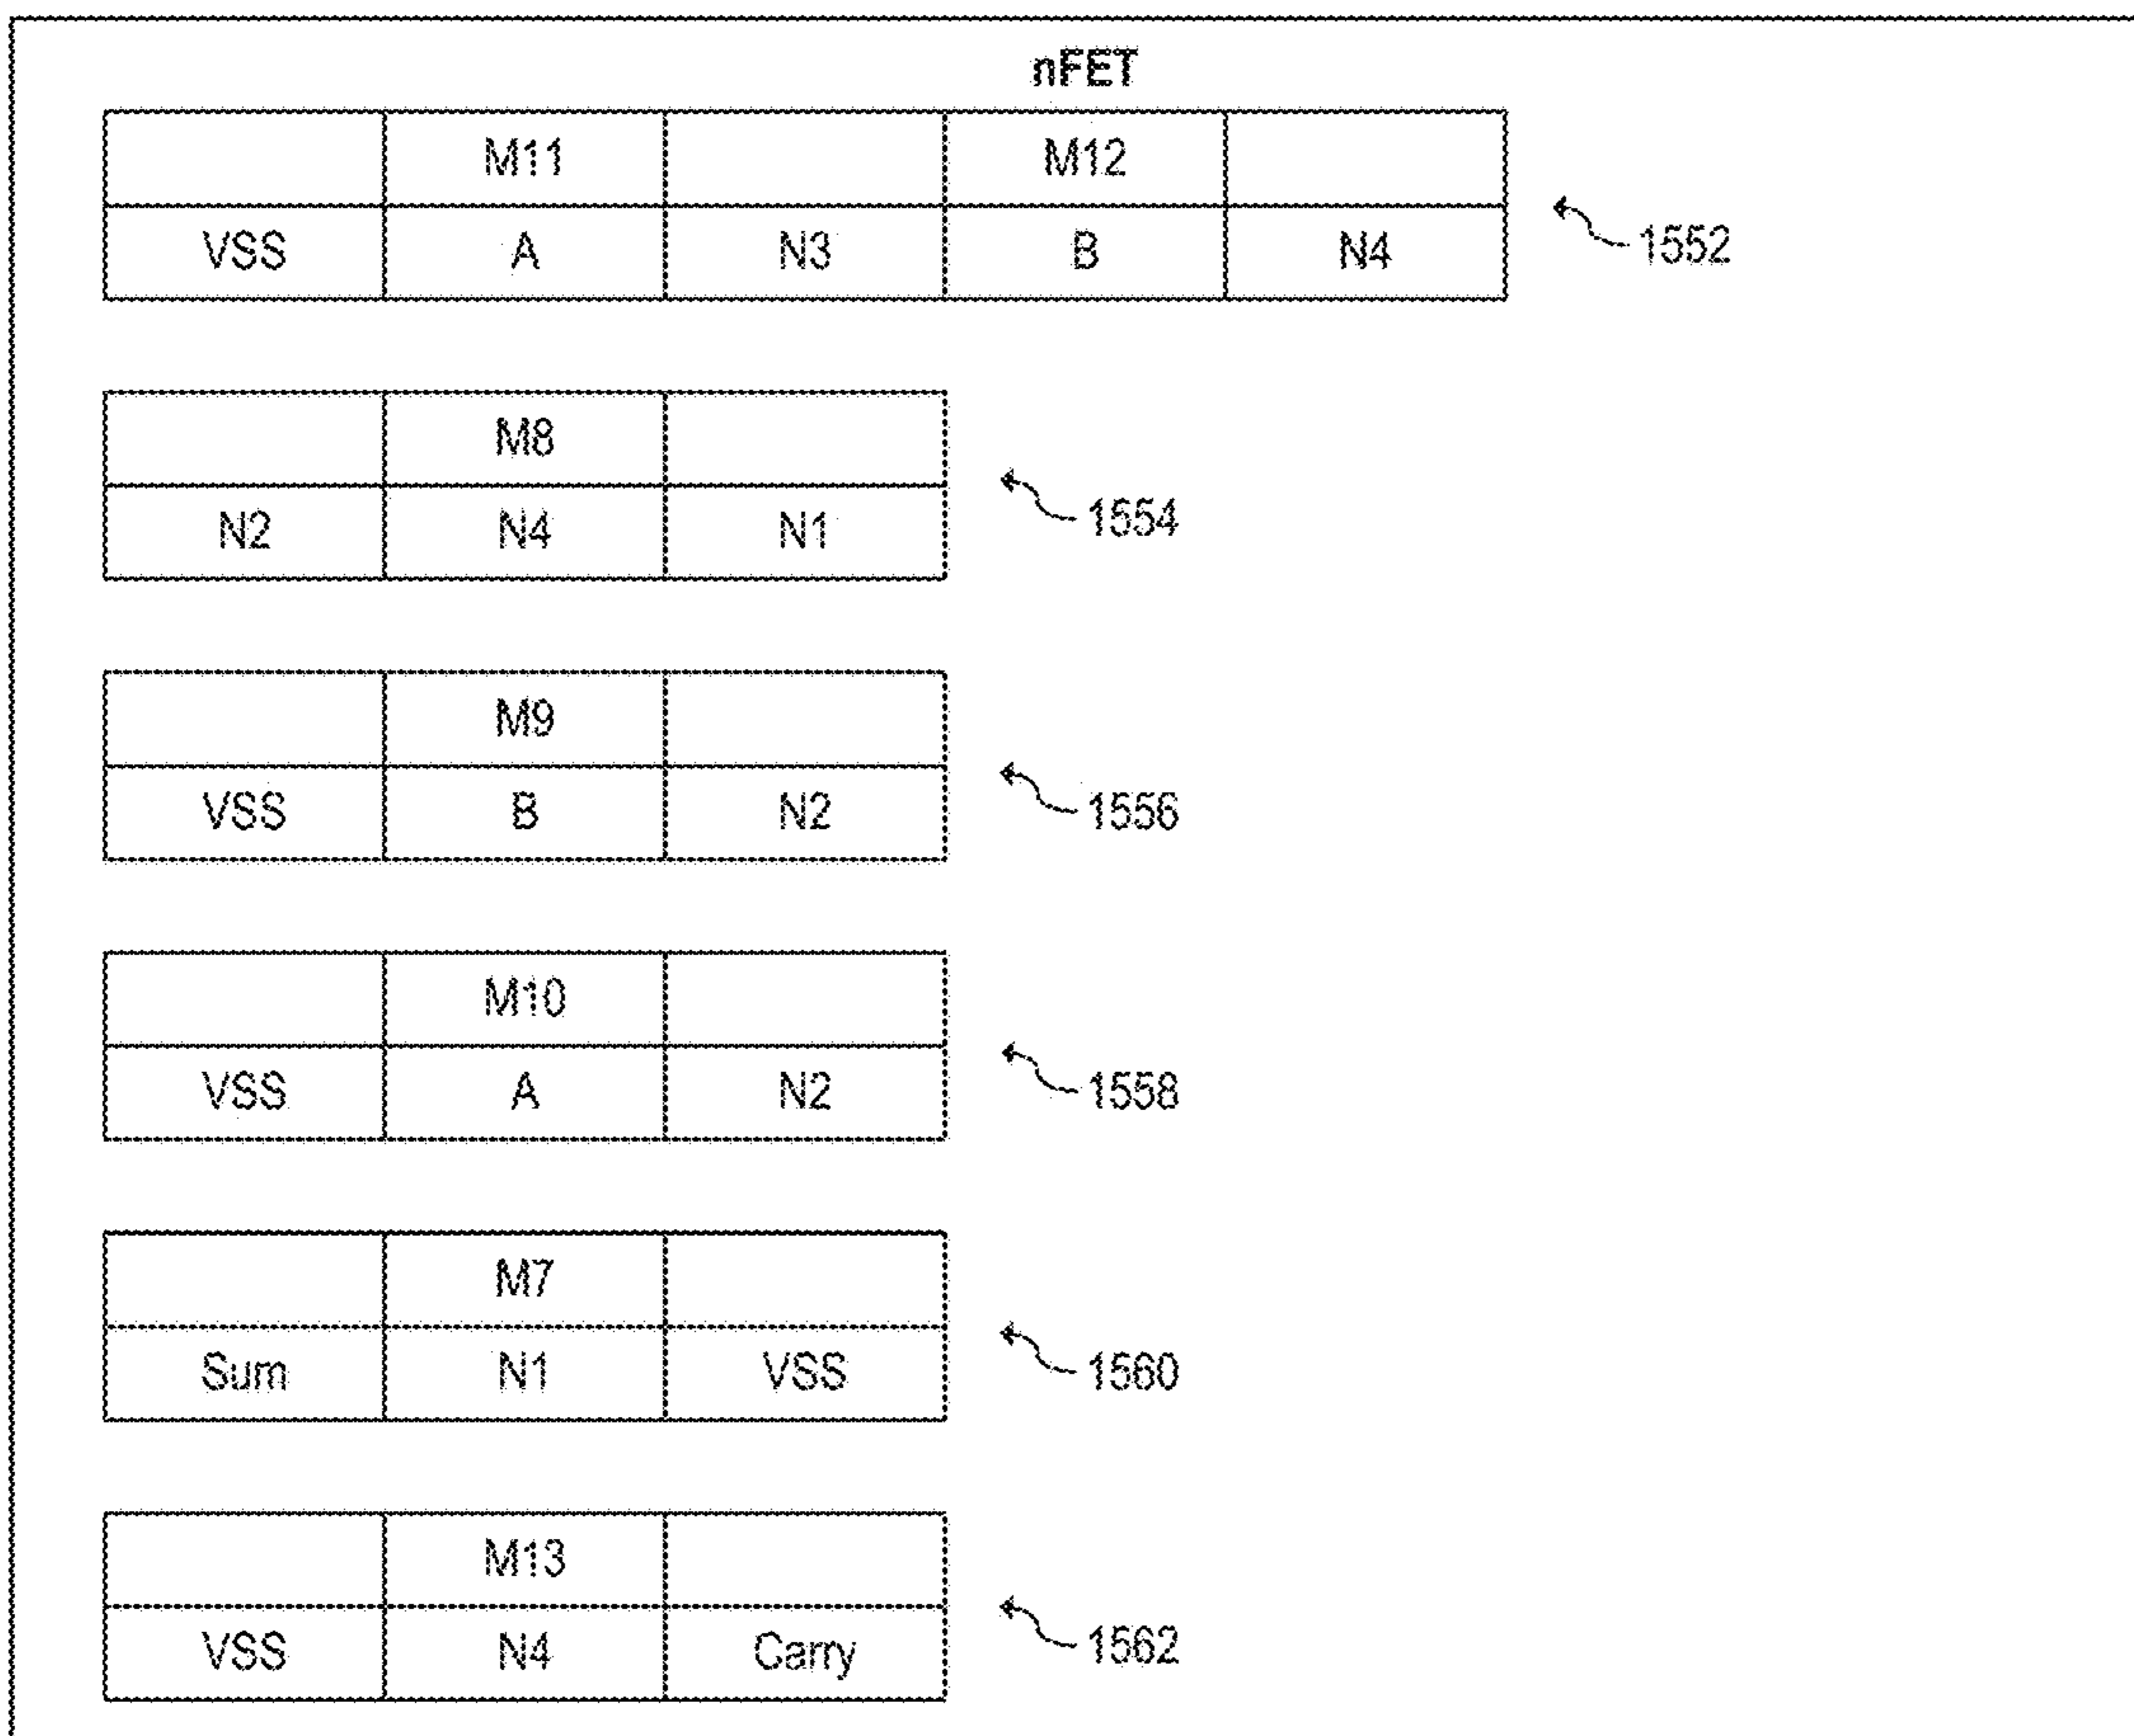 nFET
M11 M12
VSS A N3 B N4 1552
M8
N2 N4 N1 1554
M9
VSS B N2 1556
M10
VSS A N2 1558
M7
Sum N1 VSS 1560
M13
VSS N4 Carry 1562